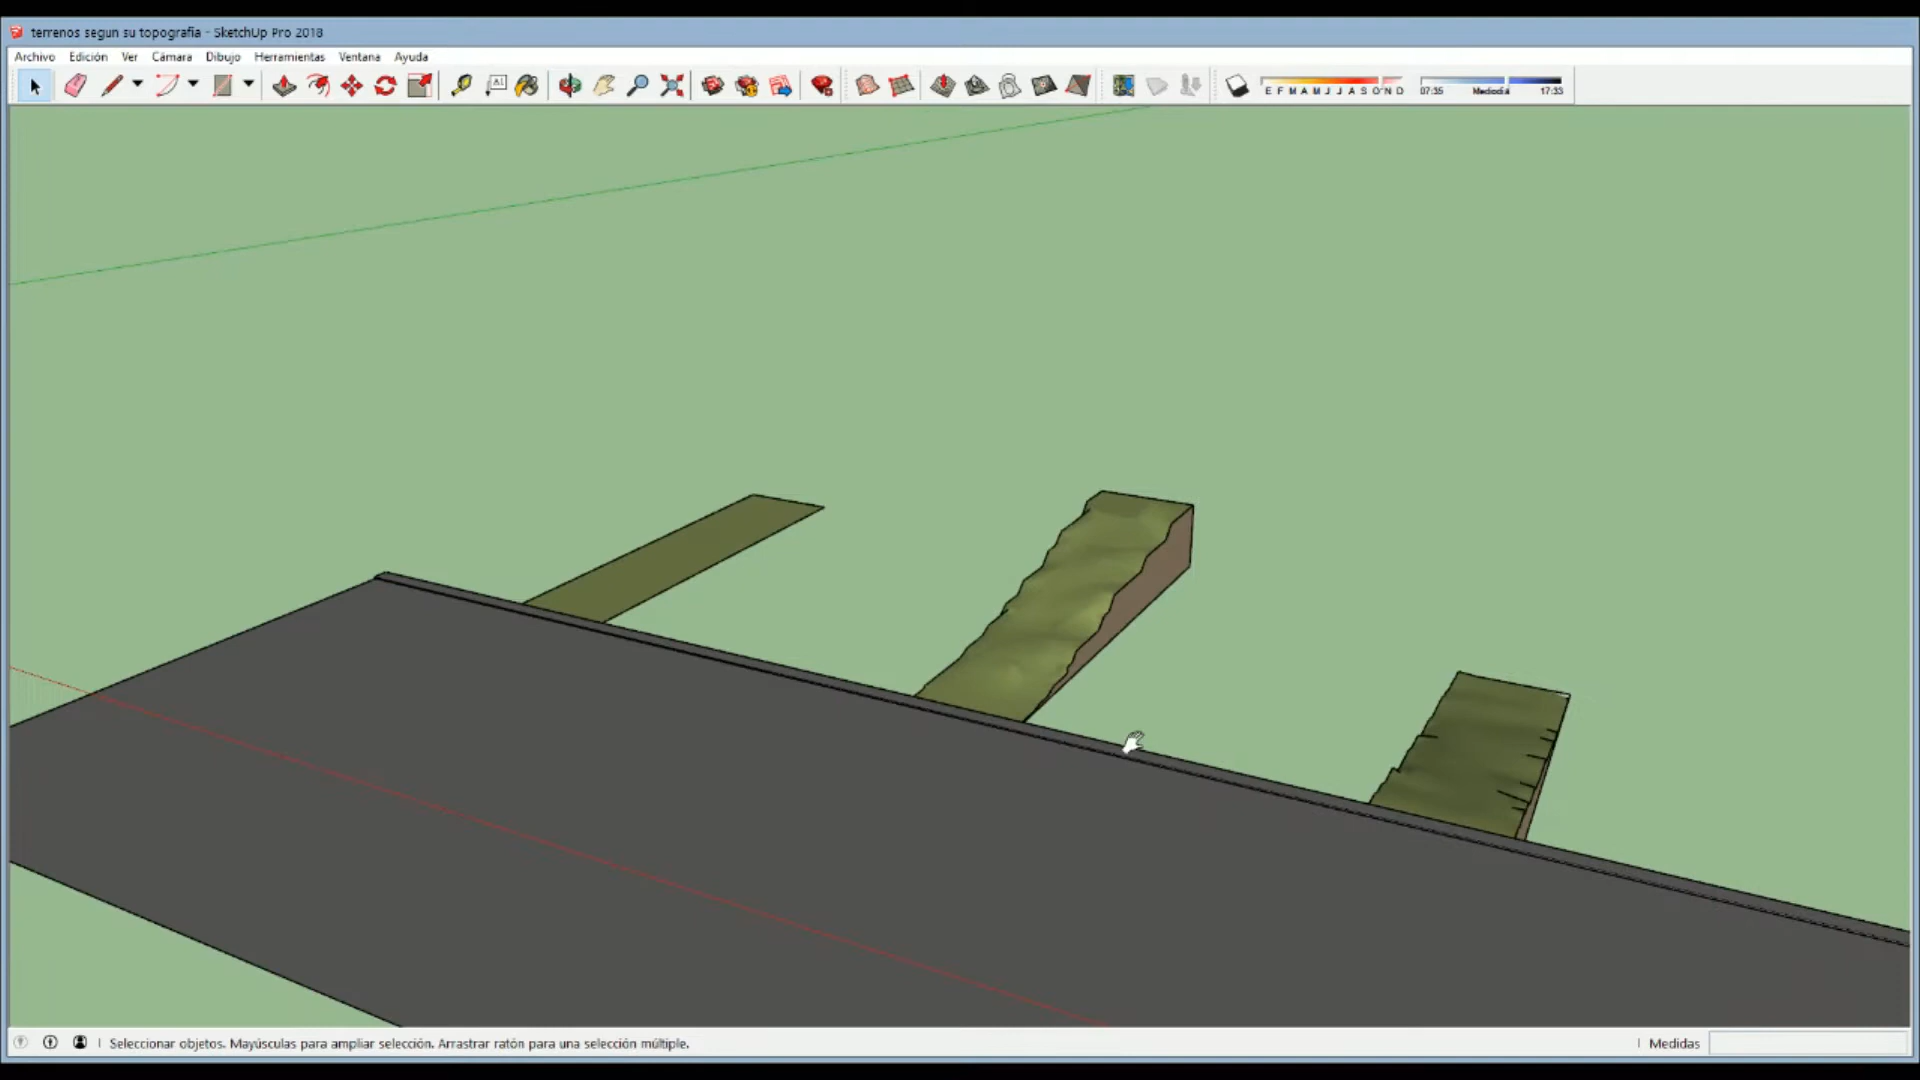 terrenos segun su topografia - SketchUp Pro 2018
Archivo Edición Ver Cámara Dibujo Herramientas Ventana Ayuda
A1
E F M A M J J A S O N D 07:35 Mediodía 17:33
Seleccionar objetos. Mayúsculas para ampliar selección. Arrastrar ratón para una selección múltiple.
Medidas